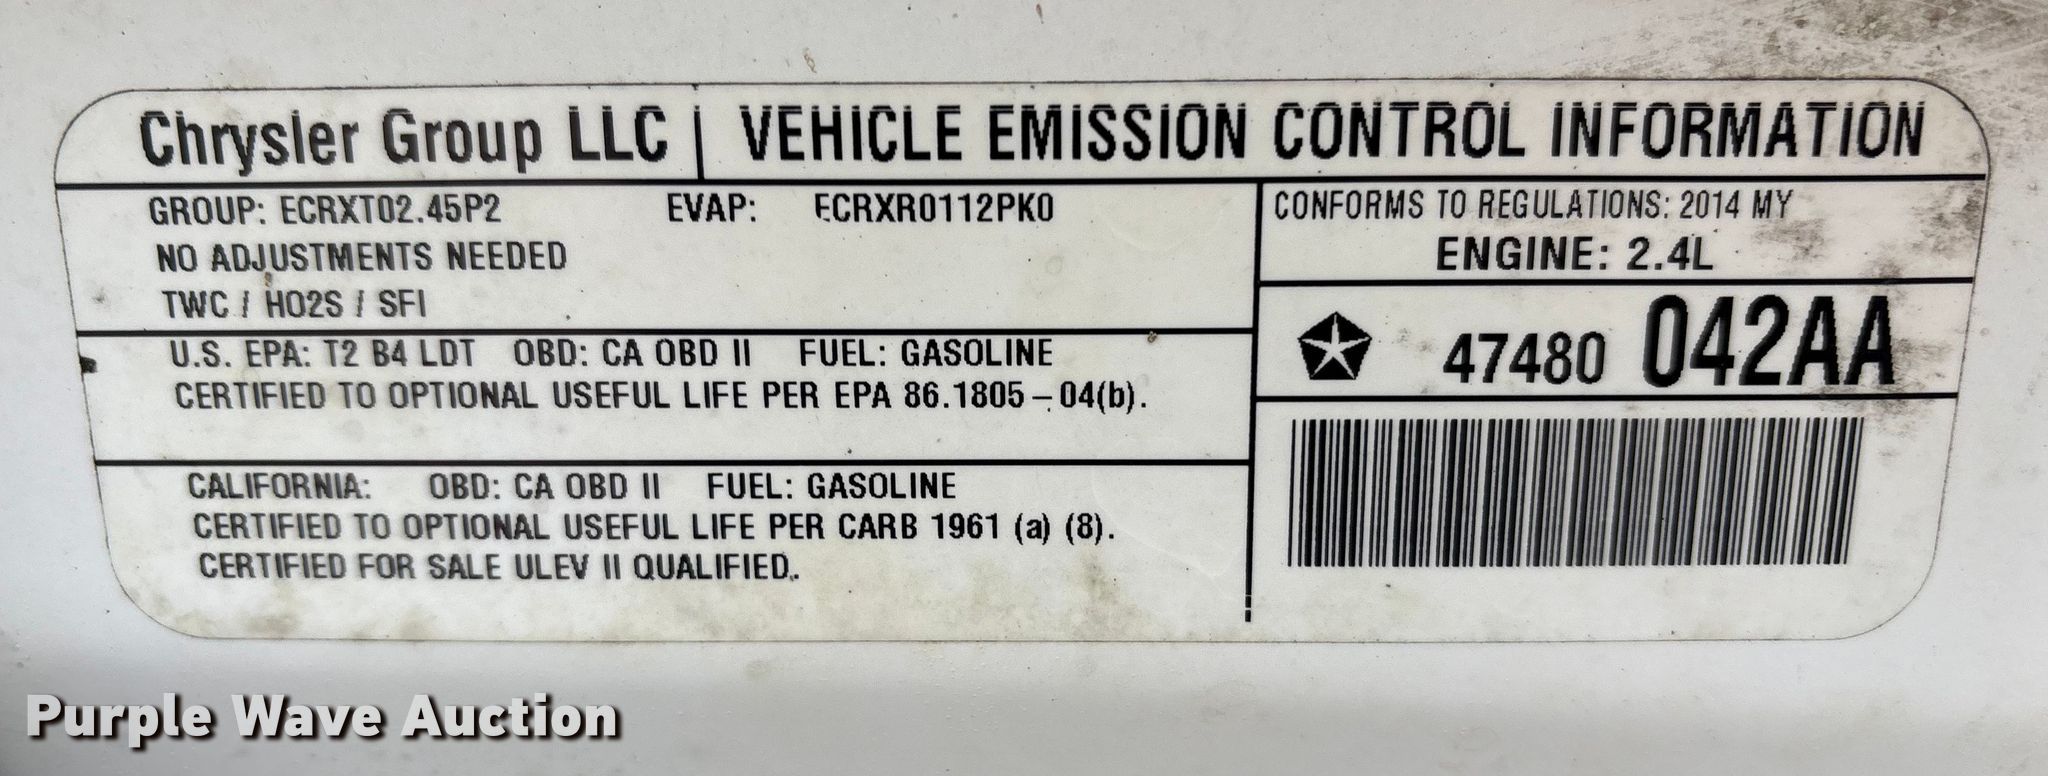 Chrysler Group LLC | VEHICLE EMISSION CONTROL INFORMATION
GROUP: ECRXT02.45P2 EVAP: ECRXR0112PK0
NO ADJUSTMENTS NEEDED
TWC / HO2S / SFI
CONFORMS TO REGULATIONS: 2014 MY
ENGINE: 2.4L
47480 042AA
U.S. EPA: T2 B4 LDT OBD: CA OBD II FUEL: GASOLINE
CERTIFIED TO OPTIONAL USEFUL LIFE PER EPA 86.1805-04(b).
CALIFORNIA: OBD: CA OBD II FUEL: GASOLINE
CERTIFIED TO OPTIONAL USEFUL LIFE PER CARB 1961 (a) (8).
CERTIFIED FOR SALE ULEV II QUALIFIED.
Purple Wave Auction